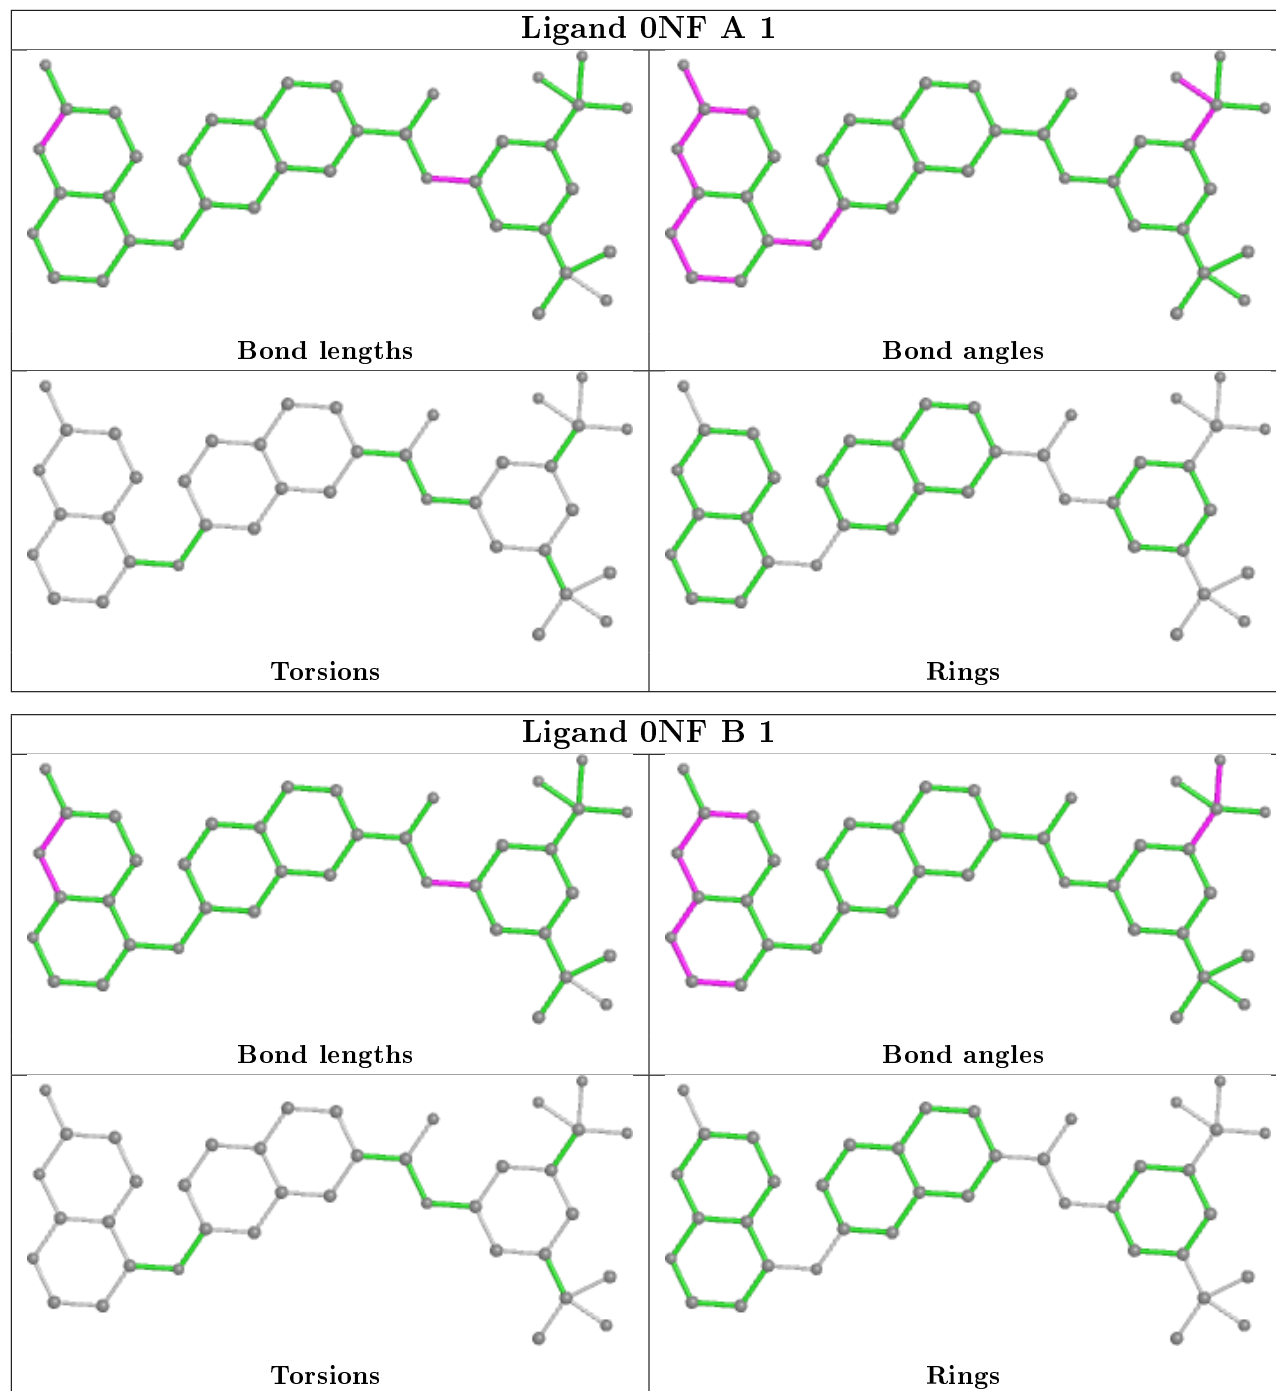 Ligand 0NF A 1
Bond lengths
Bond angles
Torsions
Rings
Ligand 0NF B 1
Bond lengths
Bond angles
Torsions
Rings